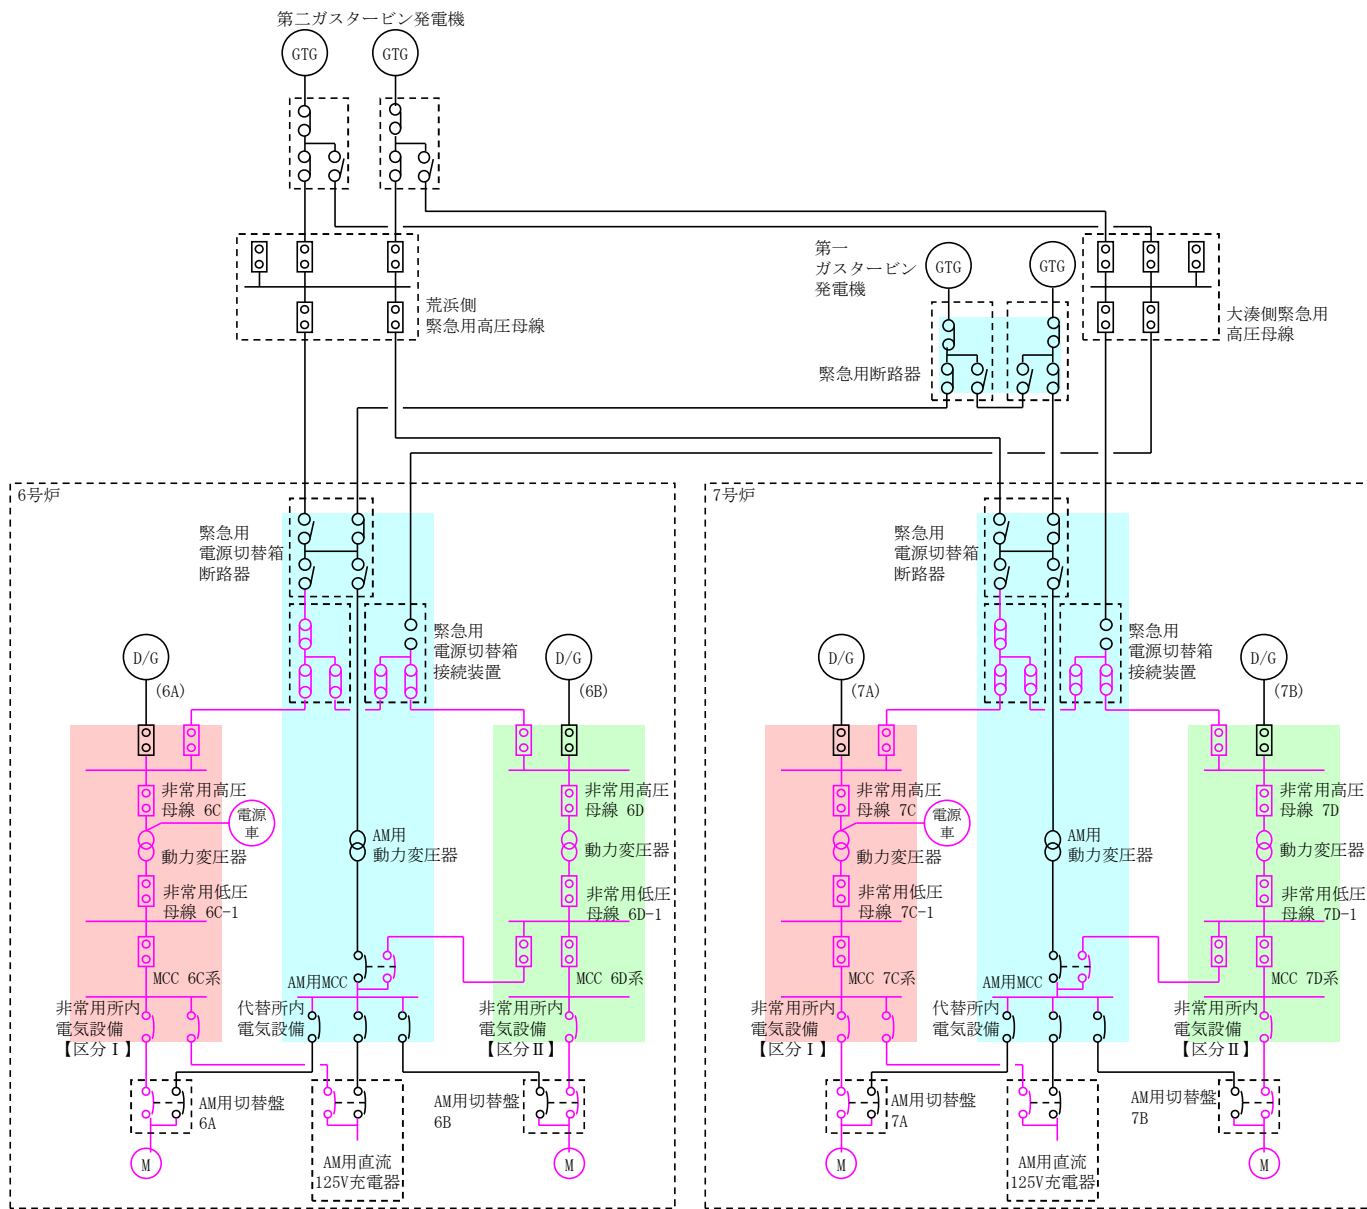 第二ガスタービン発電機
GTG
GTG
第一
ガスタービン
発電機
GTG
GTG
荒浜側
緊急用高圧母線
大湊側緊急用
高圧母線
緊急用断路器
6号炉
緊急用
電源切替箱
断路器
緊急用
電源切替箱
接続装置
D/G
(6A)
D/G
(6B)
非常用高圧
母線 6C
電源
車
動力変圧器
非常用低圧
母線 6C-1
MCC 6C系
非常用所内
電気設備
【区分Ⅰ】
AM用
動力変圧器
AM用MCC
代替所内
電気設備
非常用高圧
母線 6D
動力変圧器
非常用低圧
母線 6D-1
MCC 6D系
非常用所内
電気設備
【区分Ⅱ】
AM用切替盤
6A
AM用切替盤
6B
M
AM用直流
125V充電器
M
7号炉
緊急用
電源切替箱
断路器
緊急用
電源切替箱
接続装置
D/G
(7A)
D/G
(7B)
非常用高圧
母線 7C
電源
車
動力変圧器
非常用低圧
母線 7C-1
MCC 7C系
非常用所内
電気設備
【区分Ⅰ】
AM用
動力変圧器
AM用MCC
代替所内
電気設備
非常用高圧
母線 7D
動力変圧器
非常用低圧
母線 7D-1
MCC 7D系
非常用所内
電気設備
【区分Ⅱ】
AM用切替盤
7A
AM用切替盤
7B
M
AM用直流
125V充電器
M